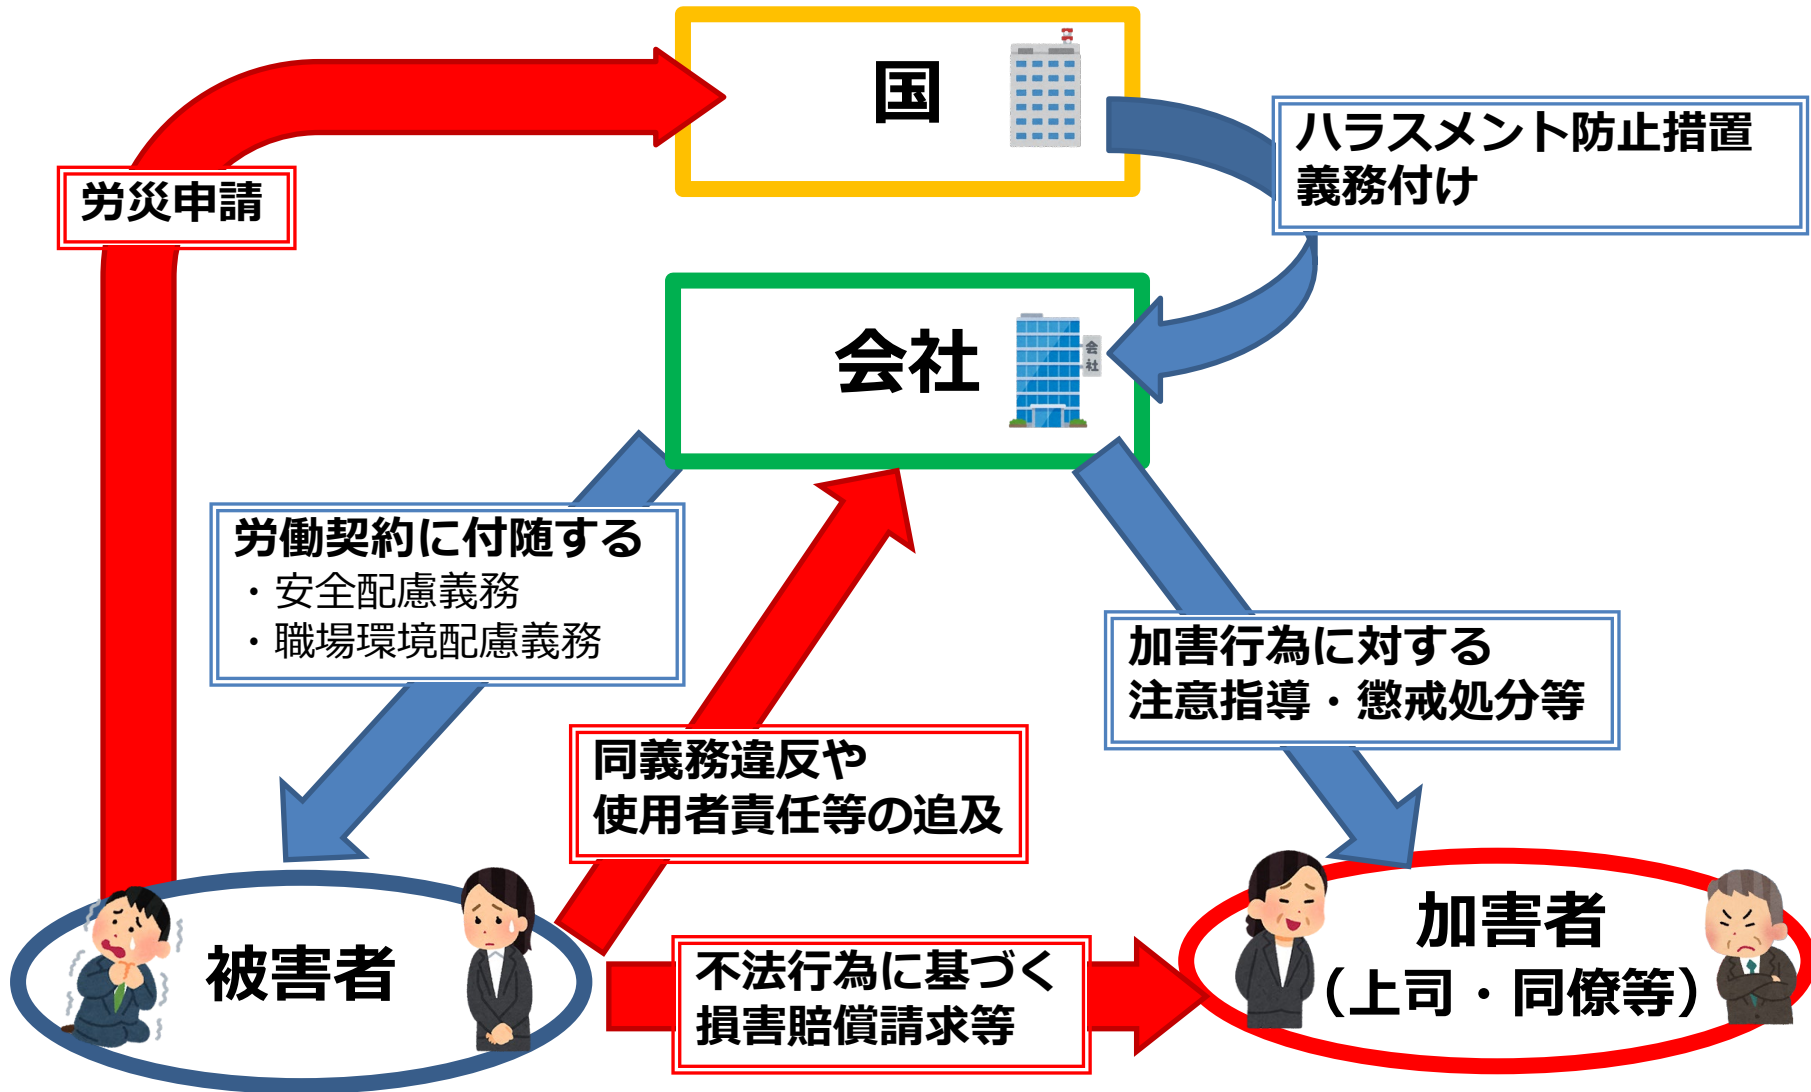 国
ハラスメント防止措置
義務付け
労災申請
会社
会
社
労働契約に付随する
・安全配慮義務
・職場環境配慮義務
加害行為に対する
注意指導・懲戒処分等
同義務違反や
使用者責任等の追及
被害者
不法行為に基づく
損害賠償請求等
加害者
（上司・同僚等）